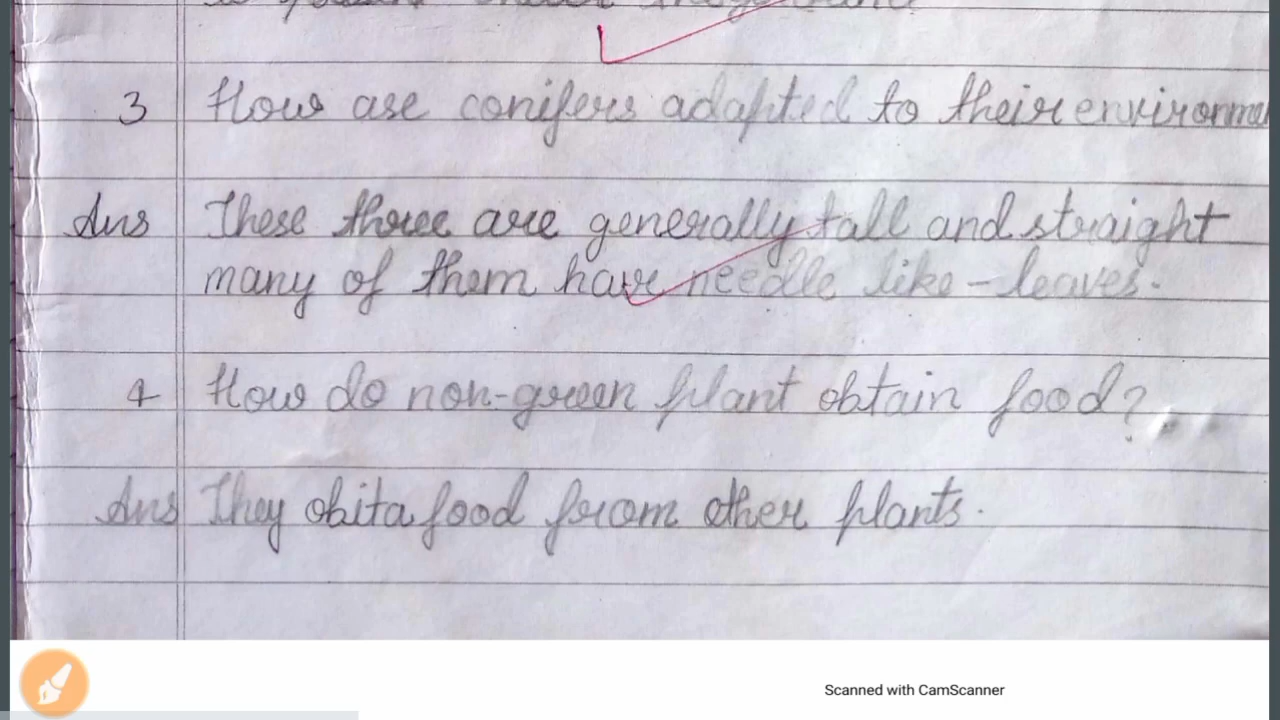 3 How are conifers adapted to their environme
Ans These three are generally tall and straight
many of them have needle like - leaves.
4 How do non-green plant obtain food?
Ans They obita food from other plants.
Scanned with CamScanner